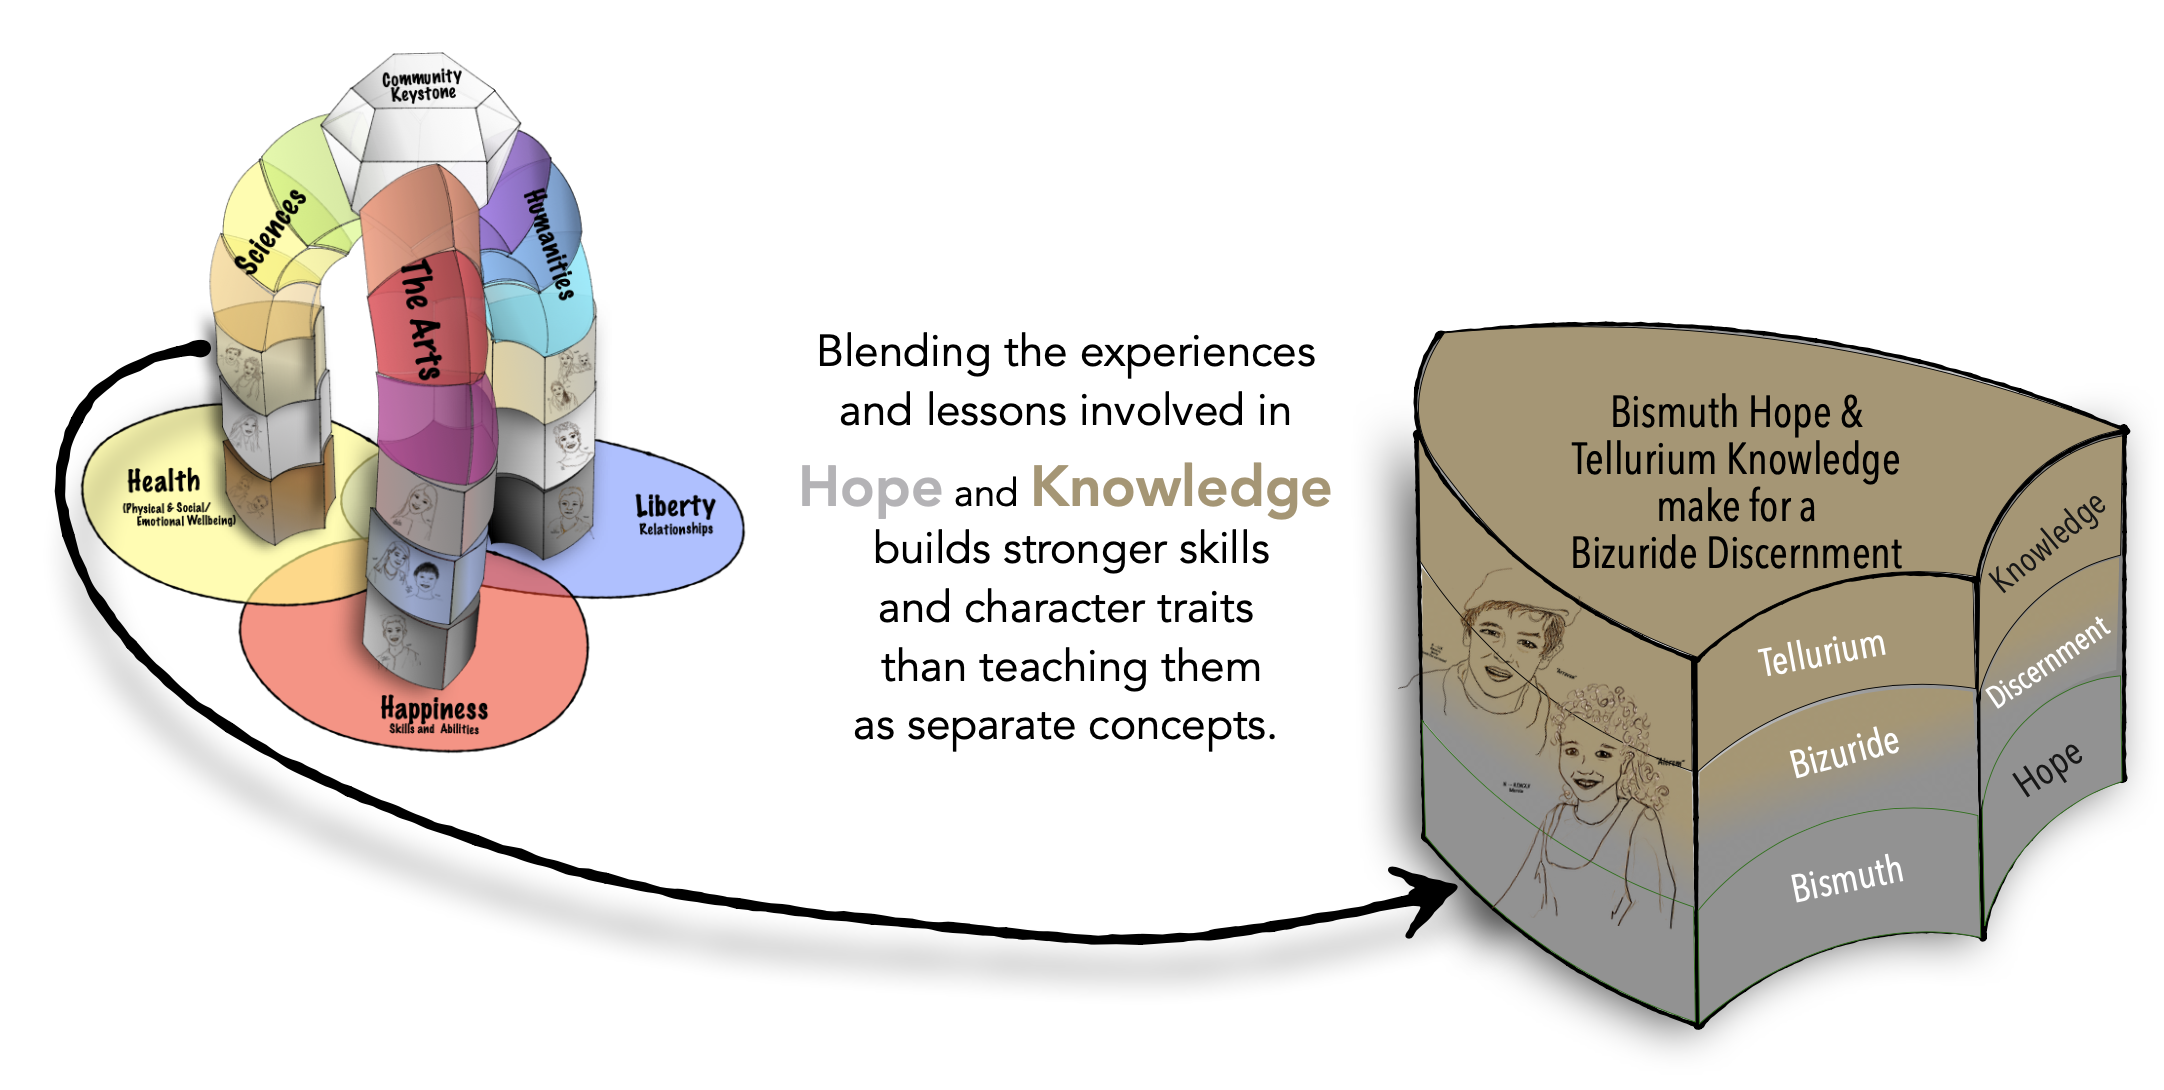 Community
Keystone
Sciences
Humanities
The Arts
Health
(Physical & Social/
Emotional Wellbeing)
Liberty
Relationships
Happiness
Skills and Abilities
Blending the experiences
and lessons involved in
Hope and Knowledge
builds stronger skills
and character traits
than teaching them
as separate concepts.
Bismuth Hope &
Tellurium Knowledge
make for a
Bizuride Discernment
Tellurium
Bizuride
Bismuth
Knowledge
Discernment
Hope